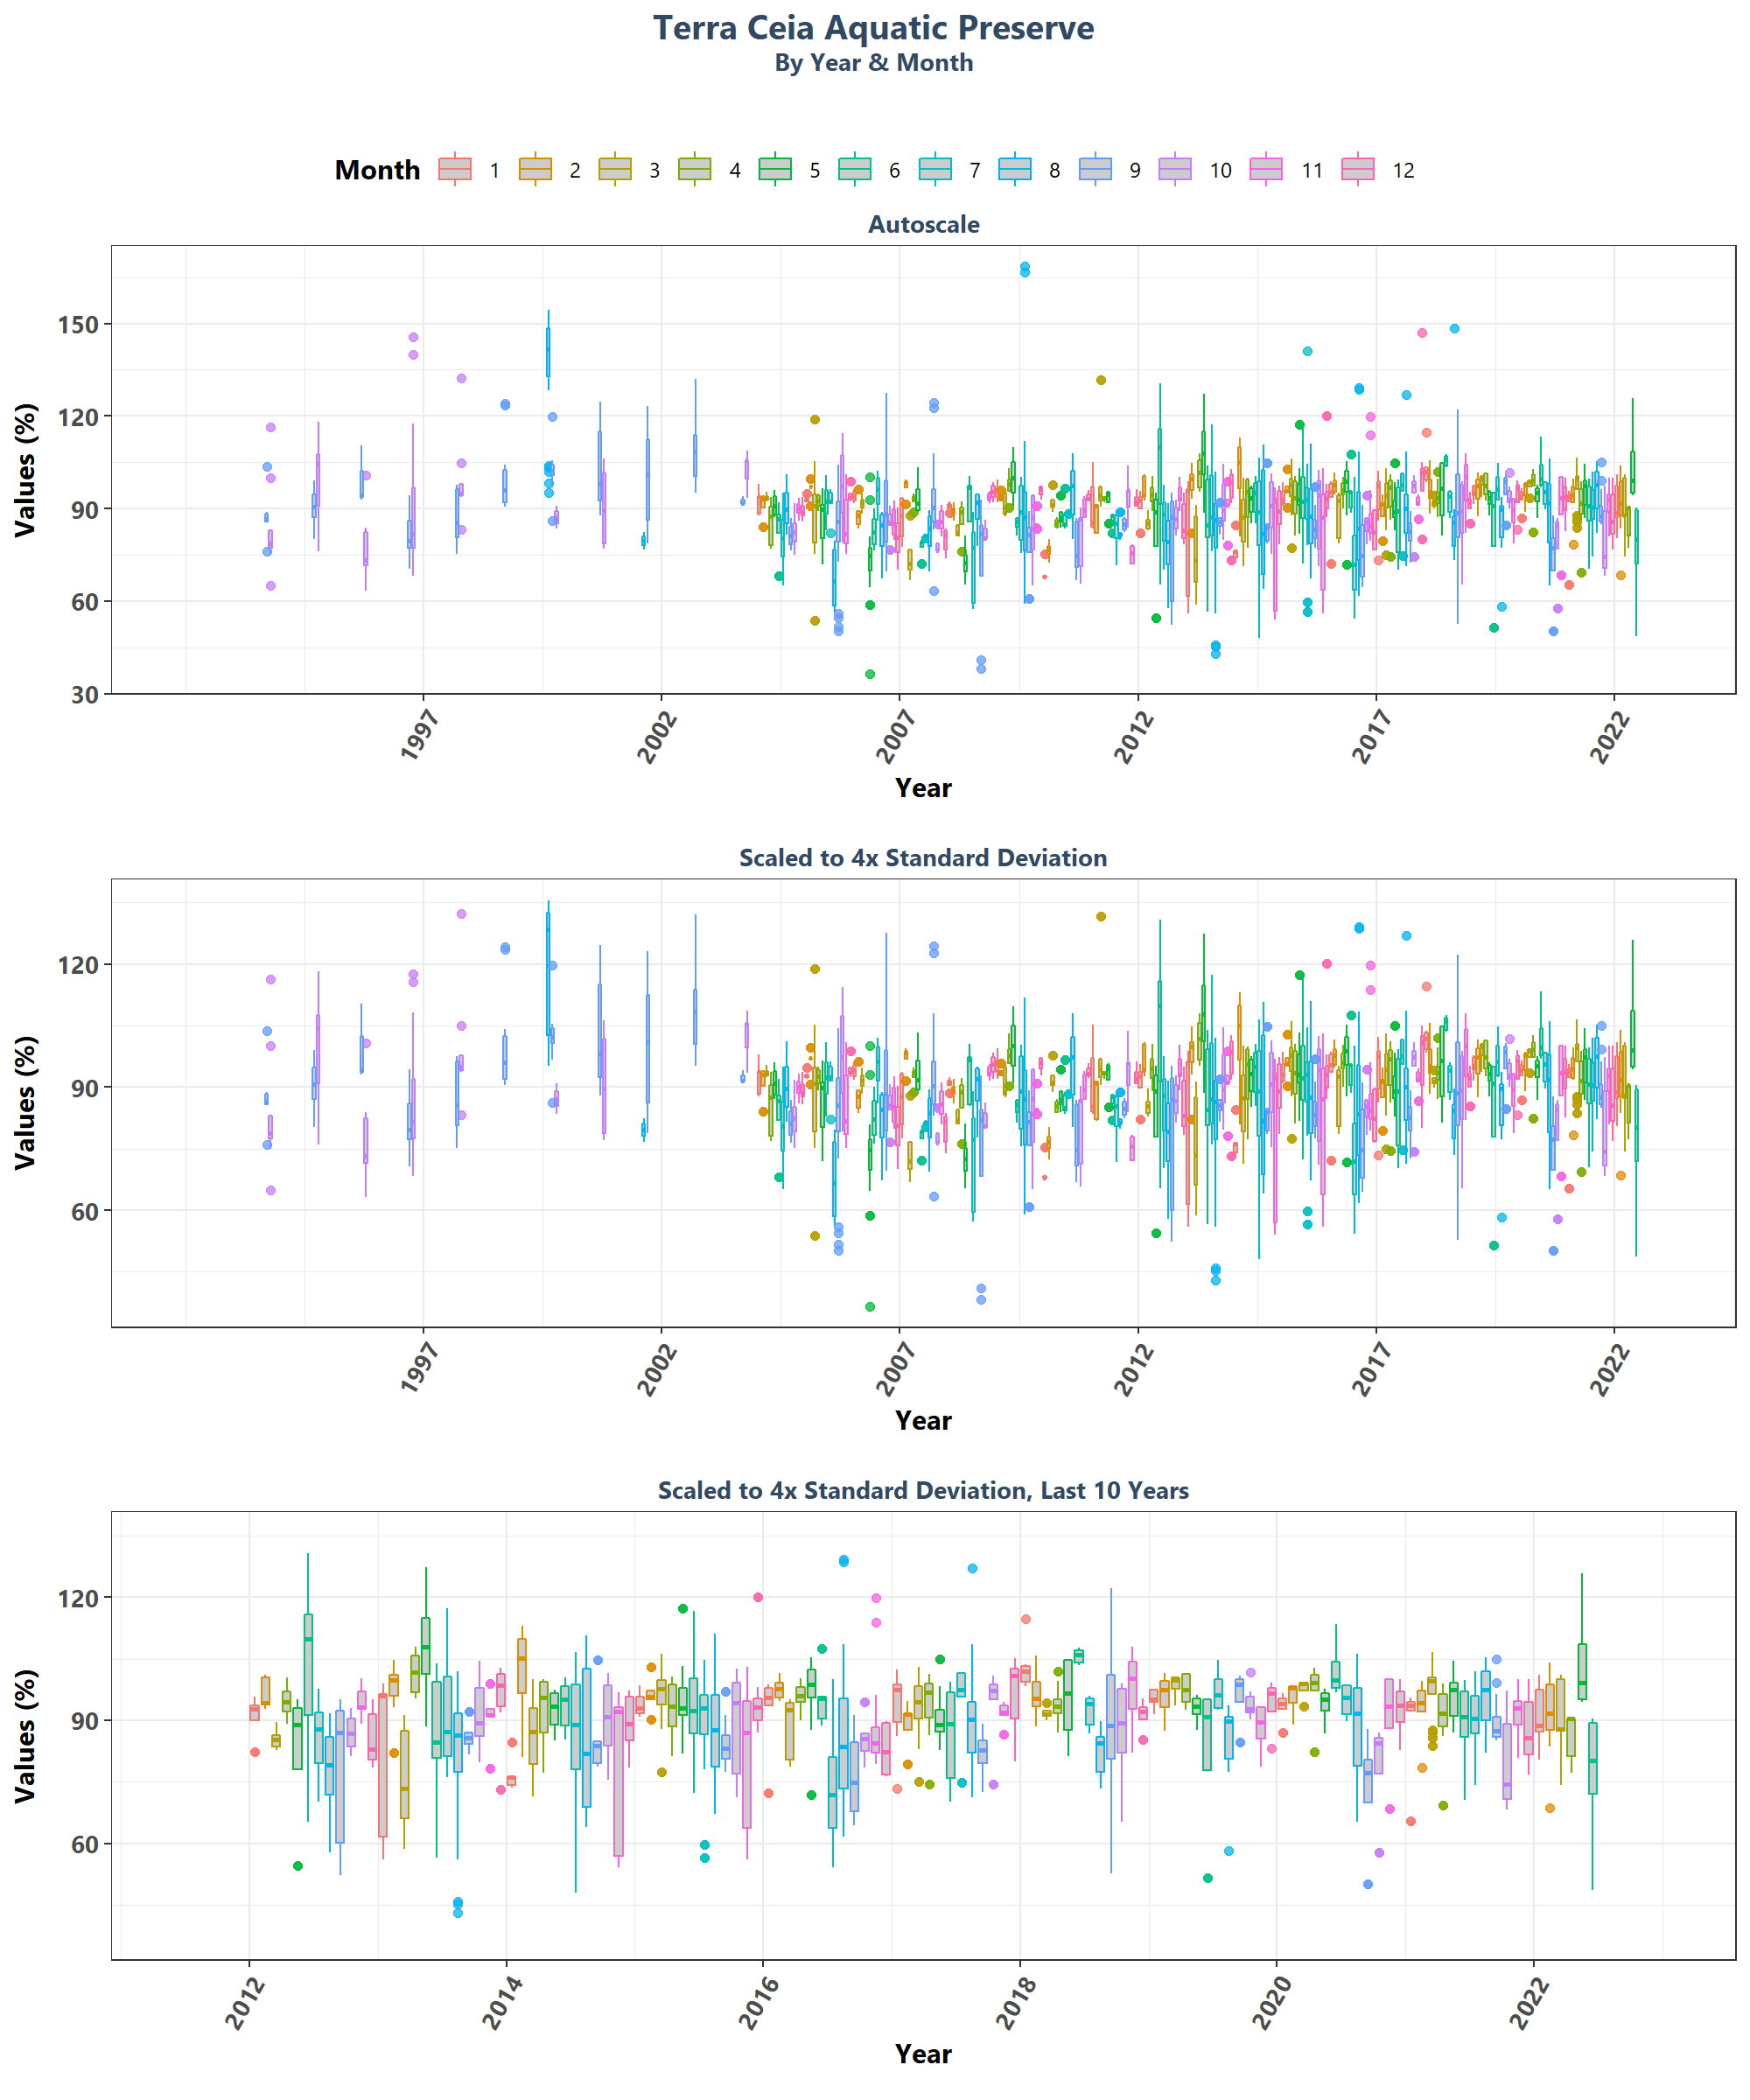 Terra Ceia Aquatic Preserve
By Year & Month
Month 1 2 3 4 5 6 7 8 9 10 11 12
Autoscale
Values (%)
150
120
90
60
30
1997 2002 2007 2012 2017 2022
Year
Scaled to 4x Standard Deviation
Values (%)
120
90
60
1997 2002 2007 2012 2017 2022
Year
Scaled to 4x Standard Deviation, Last 10 Years
Values (%)
120
90
60
2012 2014 2016 2018 2020 2022
Year